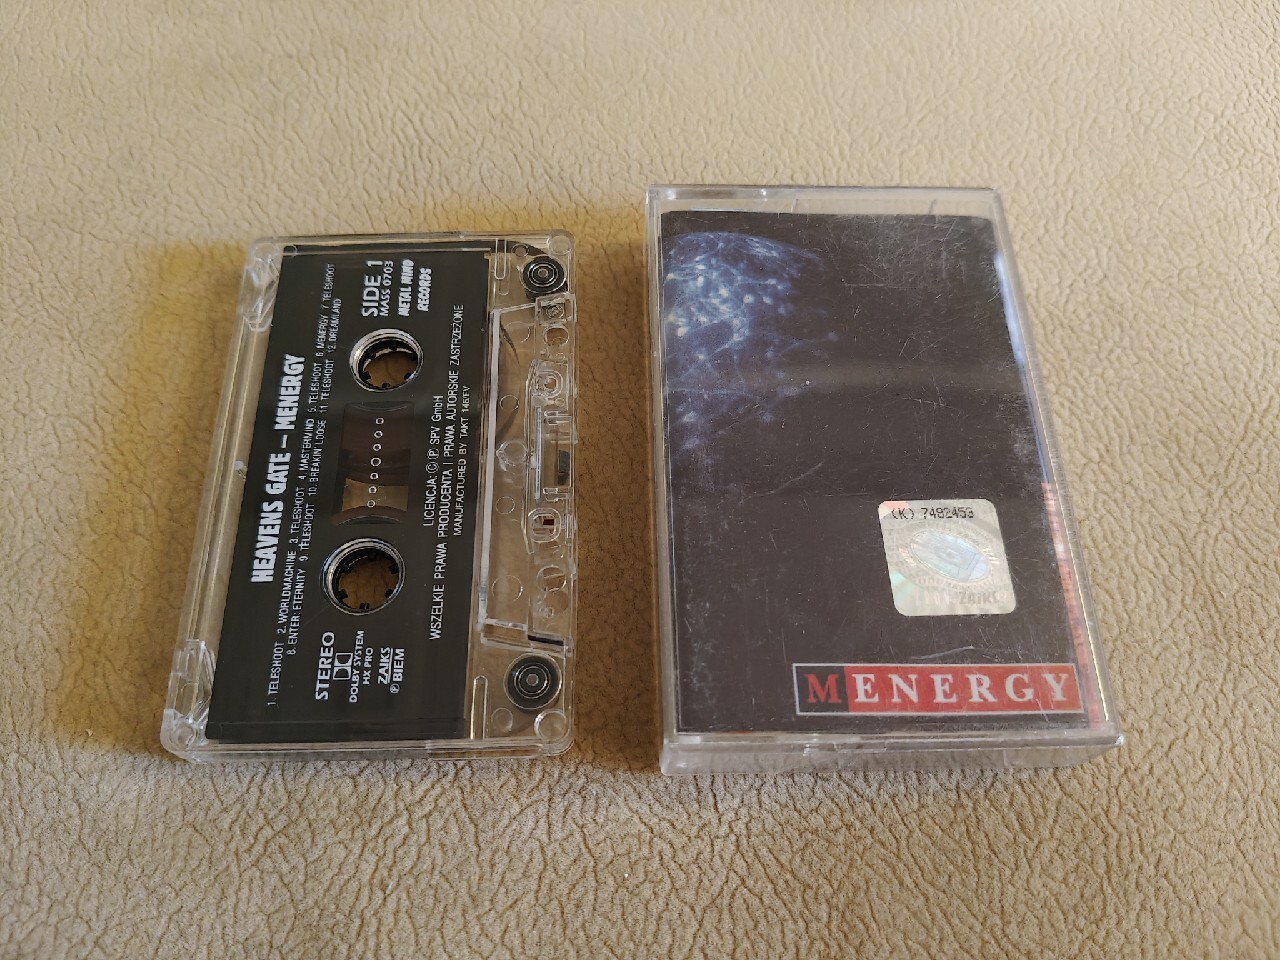 HEAVENS GATE – MENERGY
1. TELESHOOT 2. WORLDMACHINE 3. TELESHOOT 4. MASTERMIND 5. TELESHOOT 6. MENERGY 7. TELESHOOT
8. ENTER: ETERNITY 9. TELESHOOT 10. BREAKIN' LOOSE 11. TELESHOOT 12. DREAMLAND
SIDE 1
MASS 0703
METAL MIND
RECORDS
STEREO
DOLBY SYSTEM
HX PRO
ZAIKS
Ⓟ BIEM
LICENCJA: Ⓒ Ⓟ SPV GmbH
WSZELKIE PRAWA PRODUCENTA I PRAWA AUTORSKIE ZASTRZEŻONE
MANUFACTURED BY TAKT
(K) 7482453
ZAiKS
MENERGY